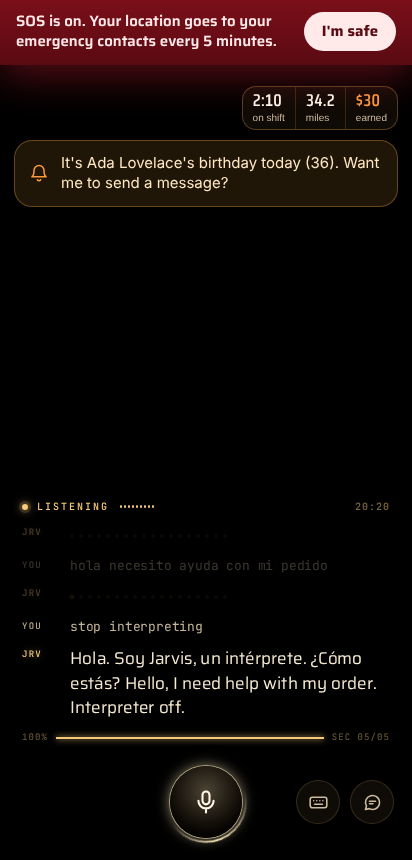 SOS is on. Your location goes to your
emergency contacts every 5 minutes.
I'm safe
2:10
on shift
34.2
miles
$30
earned
It's Ada Lovelace's birthday today (36). Want
me to send a message?
LISTENING
20:20
JRV
YOU
hola necesito ayuda con mi pedido
JRV
YOU
stop interpreting
JRV
Hola. Soy Jarvis, un intérprete. ¿Cómo
estás? Hello, I need help with my order.
Interpreter off.
100%
SEC 05/05